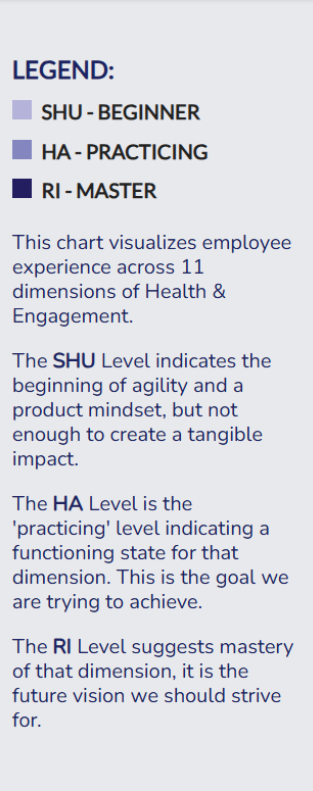 LEGEND:
SHU - BEGINNER
HA - PRACTICING
RI - MASTER
This chart visualizes employee
experience across 11
dimensions of Health &
Engagement.
The SHU Level indicates the
beginning of agility and a
product mindset, but not
enough to create a tangible
impact.
The HA Level is the
'practicing' level indicating a
functioning state for that
dimension. This is the goal we
are trying to achieve.
The RI Level suggests mastery
of that dimension, it is the
future vision we should strive
for.